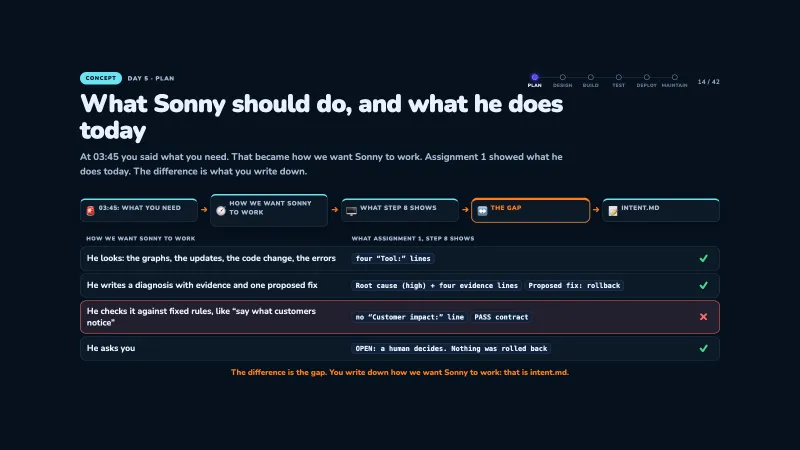 CONCEPT DAY 5 · PLAN
PLAN DESIGN BUILD TEST DEPLOY MAINTAIN 14 / 42
What Sonny should do, and what he does
today
At 03:45 you said what you need. That became how we want Sonny to work. Assignment 1 showed what he
does today. The difference is what you write down.
03:45: WHAT YOU NEED
HOW WE WANT SONNY
TO WORK
WHAT STEP 8 SHOWS
THE GAP
INTENT.MD
HOW WE WANT SONNY TO WORK WHAT ASSIGNMENT 1, STEP 8 SHOWS
He looks: the graphs, the updates, the code change, the errors four “Tool:” lines
He writes a diagnosis with evidence and one proposed fix Root cause (high) + four evidence lines Proposed fix: rollback
He checks it against fixed rules, like “say what customers
notice” no “Customer impact:” line PASS contract
He asks you OPEN: a human decides. Nothing was rolled back
The difference is the gap. You write down how we want Sonny to work: that is intent.md.